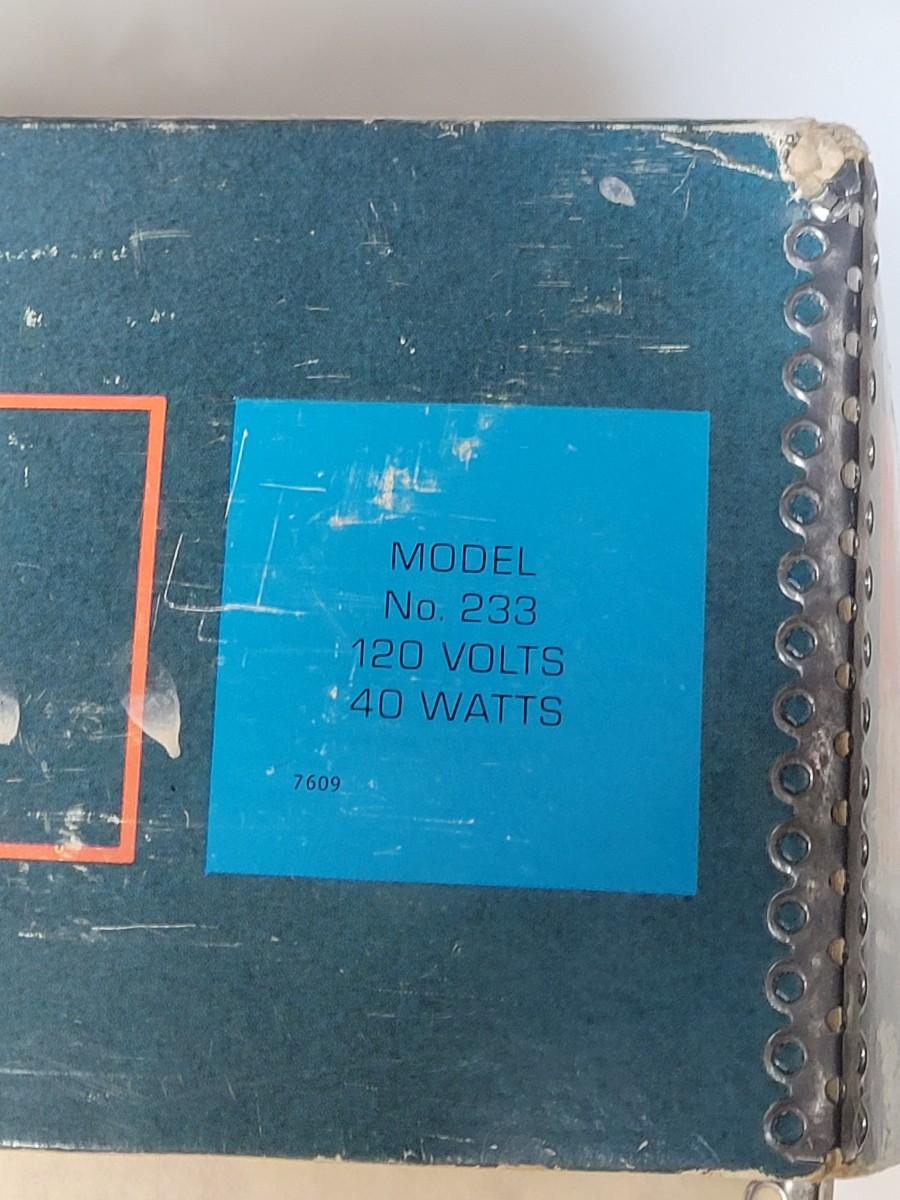 MODEL
No. 233
120 VOLTS
40 WATTS
7609